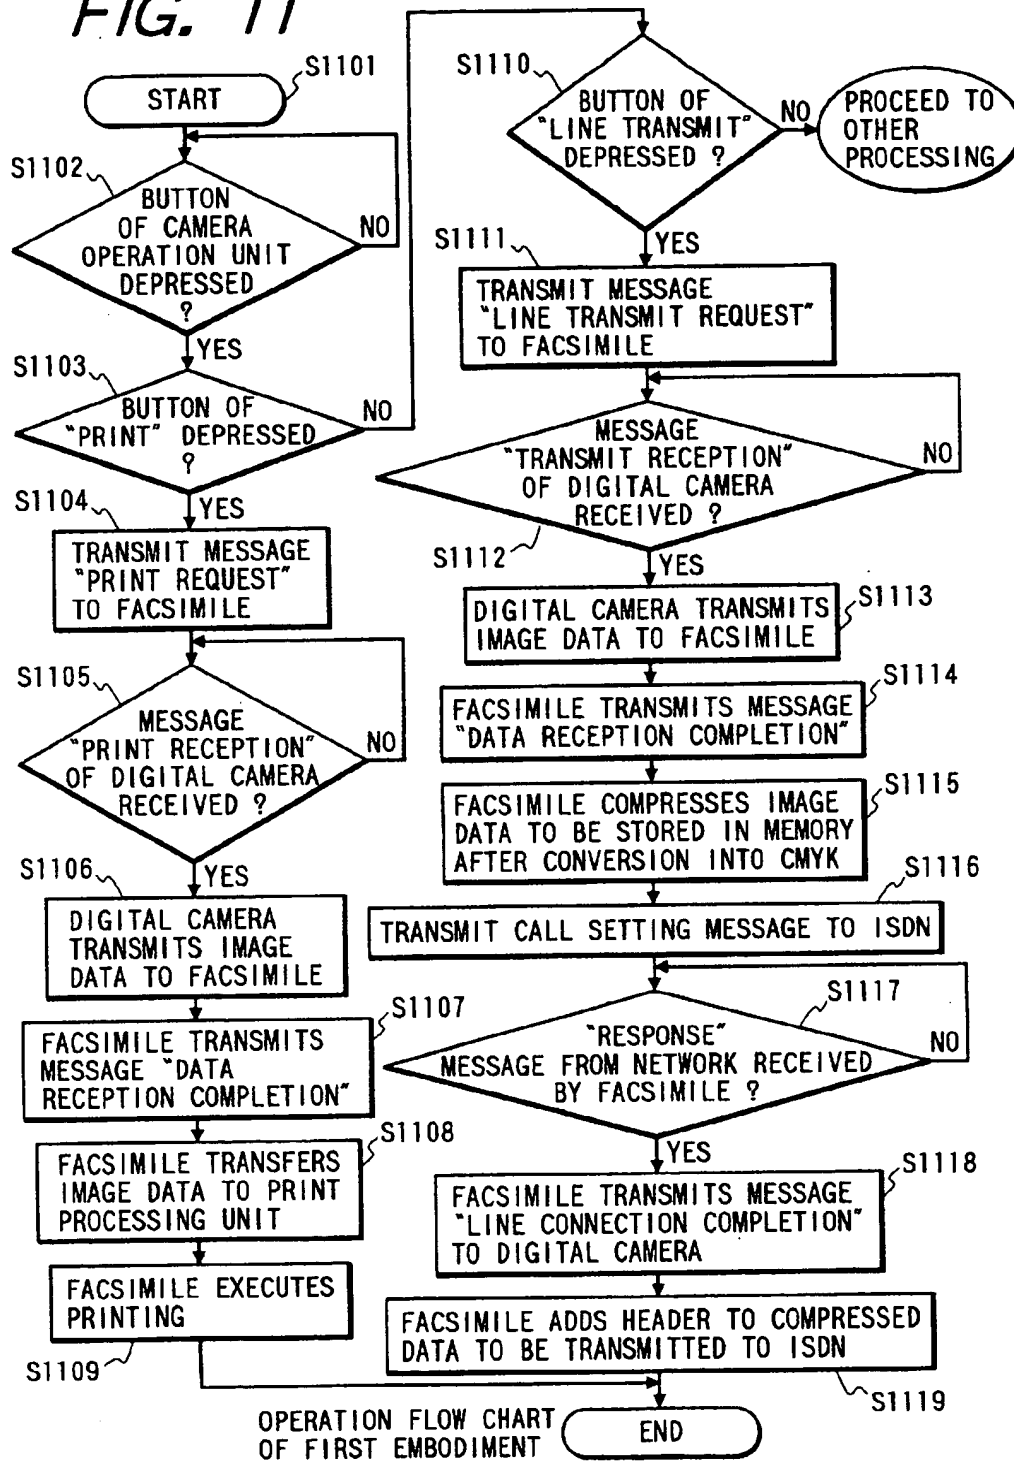 FIG. 11
S1101
START
S1102
BUTTON
OF CAMERA
OPERATION UNIT
DEPRESSED
?
NO
YES
S1103
BUTTON OF
"PRINT" DEPRESSED
?
NO
YES
S1104
TRANSMIT MESSAGE
"PRINT REQUEST"
TO FACSIMILE
S1105
MESSAGE
"PRINT RECEPTION"
OF DIGITAL CAMERA
RECEIVED ?
NO
YES
S1106
DIGITAL CAMERA
TRANSMITS IMAGE
DATA TO FACSIMILE
S1107
FACSIMILE TRANSMITS
MESSAGE "DATA
RECEPTION COMPLETION"
S1108
FACSIMILE TRANSFERS
IMAGE DATA TO PRINT
PROCESSING UNIT
FACSIMILE EXECUTES
PRINTING
S1109
S1110
BUTTON OF
"LINE TRANSMIT"
DEPRESSED ?
NO
PROCEED TO
OTHER
PROCESSING
YES
S1111
TRANSMIT MESSAGE
"LINE TRANSMIT REQUEST"
TO FACSIMILE
MESSAGE
"TRANSMIT RECEPTION"
OF DIGITAL CAMERA
RECEIVED ?
NO
S1112
YES
S1113
DIGITAL CAMERA TRANSMITS
IMAGE DATA TO FACSIMILE
S1114
FACSIMILE TRANSMITS MESSAGE
"DATA RECEPTION COMPLETION"
S1115
FACSIMILE COMPRESSES IMAGE
DATA TO BE STORED IN MEMORY
AFTER CONVERSION INTO CMYK
S1116
TRANSMIT CALL SETTING MESSAGE TO ISDN
S1117
"RESPONSE"
MESSAGE FROM NETWORK RECEIVED
BY FACSIMILE ?
NO
YES
S1118
FACSIMILE TRANSMITS MESSAGE
"LINE CONNECTION COMPLETION"
TO DIGITAL CAMERA
FACSIMILE ADDS HEADER TO COMPRESSED
DATA TO BE TRANSMITTED TO ISDN
S1119
END
OPERATION FLOW CHART
OF FIRST EMBODIMENT